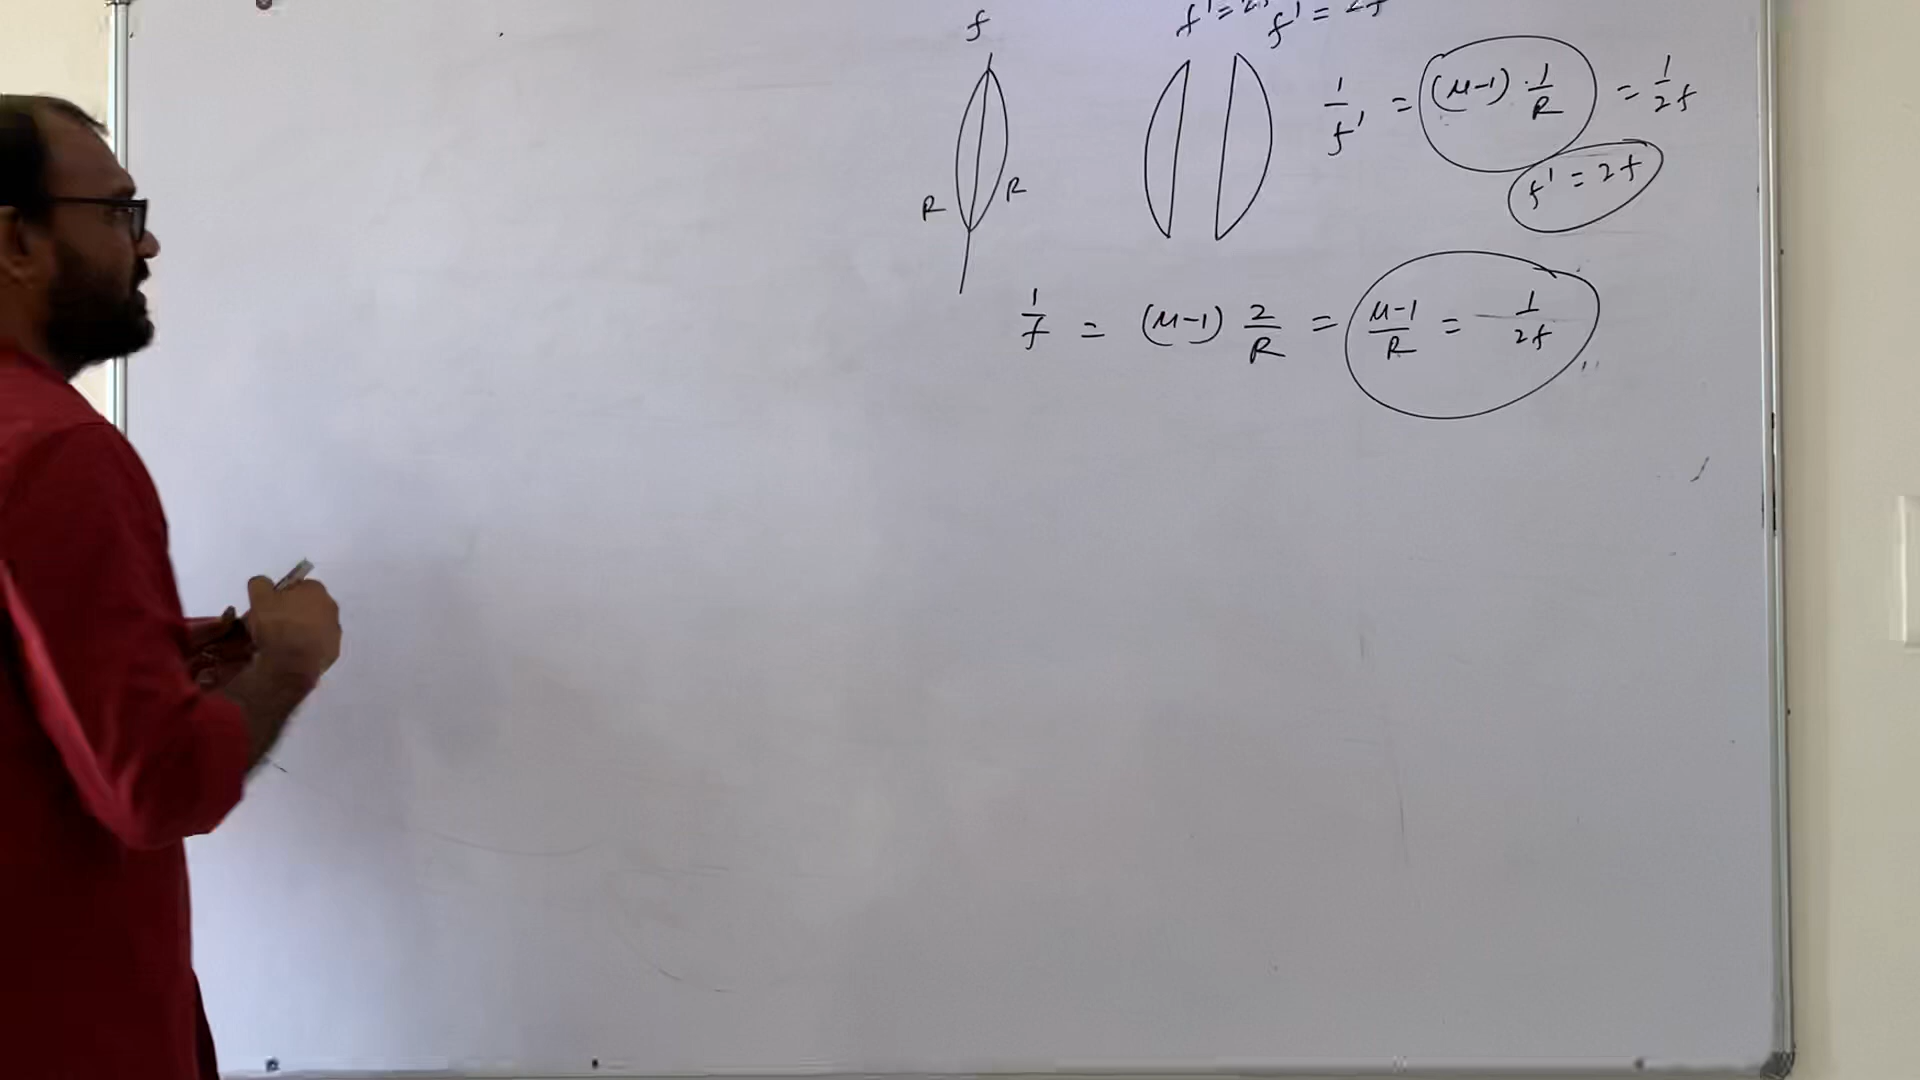 f
f' = 2f f' = 2f
R R
1/f' = (μ-1) · 1/R = 1/2f
f' = 2f
1/f = (μ-1) 2/R = μ-1/R = 1/2f